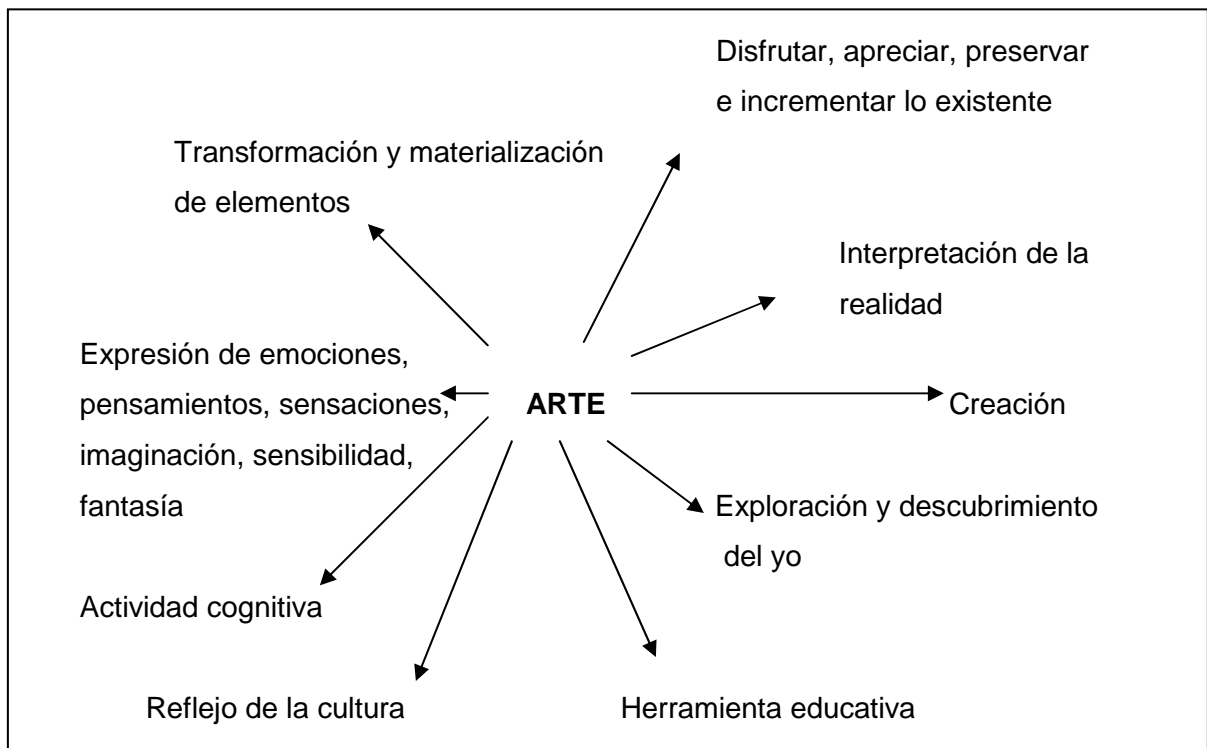 Disfrutar, apreciar, preservar
e incrementar lo existente
Transformación y materialización
de elementos
Interpretación de la
realidad
Expresión de emociones,
pensamientos, sensaciones,
imaginación, sensibilidad,
fantasía
ARTE
Creación
Exploración y descubrimiento
del yo
Actividad cognitiva
Reflejo de la cultura
Herramienta educativa